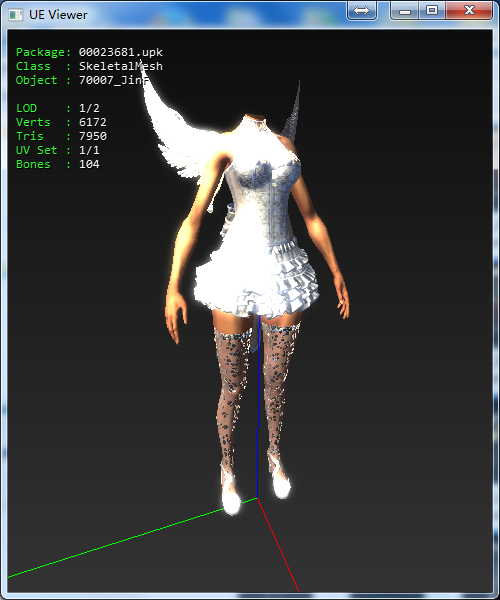 UE Viewer
Package: 00023681.upk
Class : SkeletalMesh
Object : 70007_Jin
LOD : 1/2
Verts : 6172
Tris : 7950
UV Set : 1/1
Bones : 104